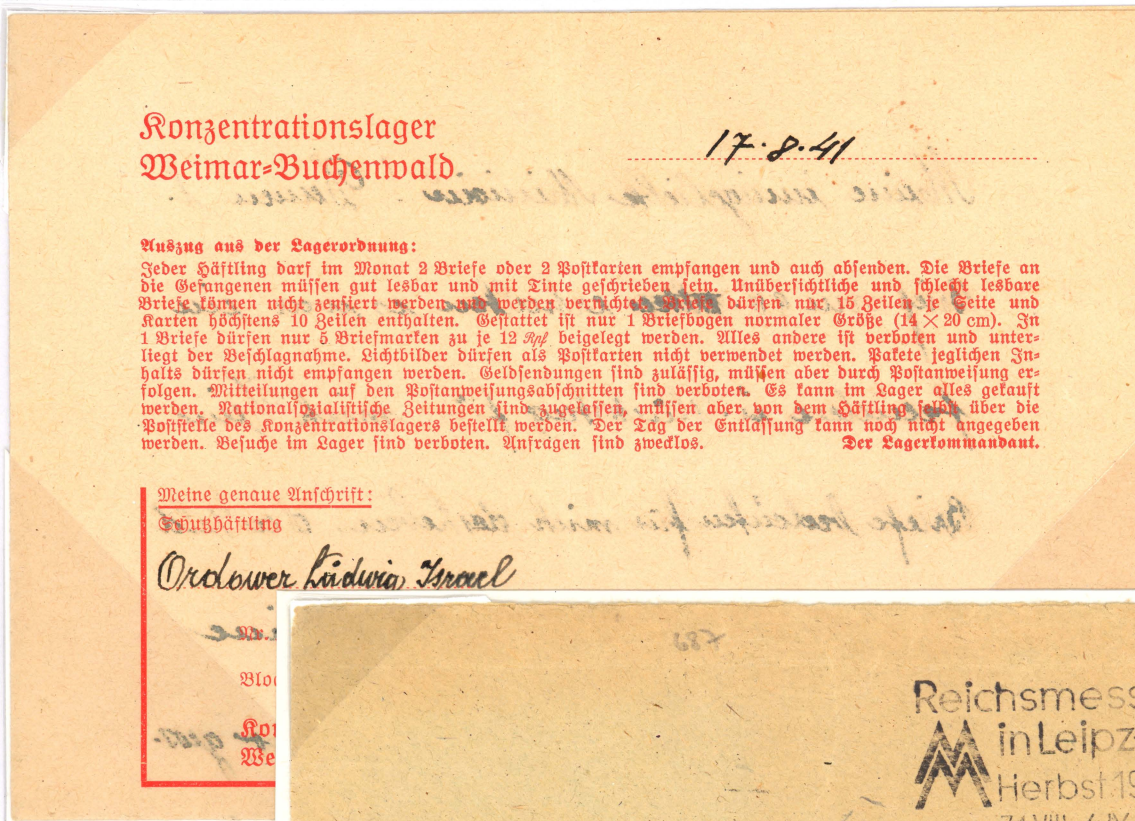 Konzentrationslager
Weimar-Buchenwald
17.8.41
Auszug aus der Lagerordnung:
Jeder Häftling darf im Monat 2 Briefe oder 2 Postkarten empfangen und auch absenden. Die Briefe an
die Gefangenen müssen gut lesbar und mit Tinte geschrieben sein. Unübersichtliche und schlecht lesbare
Briefe können nicht zensiert werden und werden vernichtet. Briefe dürfen nur 15 Zeilen je Seite und
Karten höchstens 10 Zeilen enthalten. Gestattet ist nur 1 Briefbogen normaler Größe (14 × 20 cm). In
1 Briefe dürfen nur 5 Briefmarken zu je 12 Rpf beigelegt werden. Alles andere ist verboten und unter-
liegt der Beschlagnahme. Lichtbilder dürfen als Postkarten nicht verwendet werden. Pakete jeglichen In-
halts dürfen nicht empfangen werden. Geldsendungen sind zulässig, müssen aber durch Postanweisung er-
folgen. Mitteilungen auf den Postanweisungsabschnitten sind verboten. Es kann im Lager alles gekauft
werden. Nationalsozialistische Zeitungen sind zugelassen, müssen aber von dem Häftling selbst über die
Poststelle des Konzentrationslagers bestellt werden. Der Tag der Entlassung kann noch nicht angegeben
werden. Besuche im Lager sind verboten. Anfragen sind zwecklos. Der Lagerkommandant.
Meine genaue Anschrift:
Schutzhäftling
Ordower Ludwig Israel
Nr.
Bloc
Kon
We
Reichsmess
in Leipz
Herbst 19